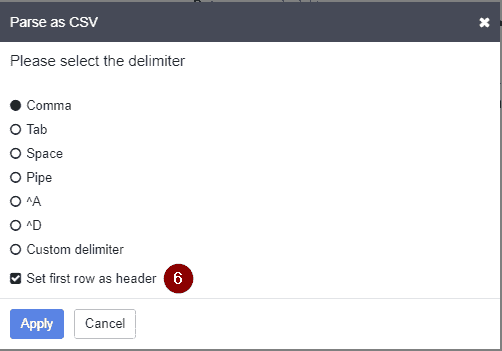 Parse as CSV
Please select the delimiter
Comma
Tab
Space
Pipe
^A
^D
Custom delimiter
Set first row as header 6
Apply Cancel